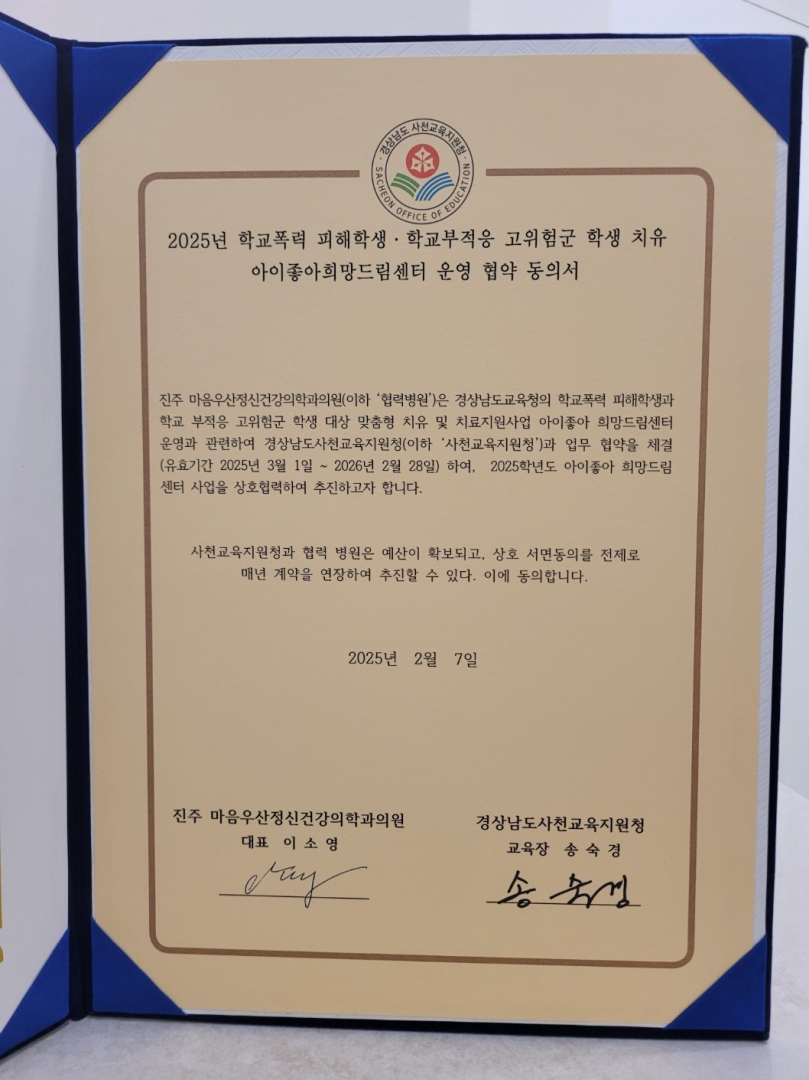 경상남도 사천교육지원청
SACHEON OFFICE OF EDUCATION
2025년 학교폭력 피해학생 · 학교부적응 고위험군 학생 치유
아이좋아희망드림센터 운영 협약 동의서
진주 마음우산정신건강의학과의원(이하 '협력병원')은 경상남도교육청의 학교폭력 피해학생과
학교 부적응 고위험군 학생 대상 맞춤형 치유 및 치료지원사업 아이좋아 희망드림센터
운영과 관련하여 경상남도사천교육지원청(이하 '사천교육지원청')과 업무 협약을 체결
(유효기간 2025년 3월 1일 ~ 2026년 2월 28일) 하여, 2025학년도 아이좋아 희망드림
센터 사업을 상호협력하여 추진하고자 합니다.
사천교육지원청과 협력 병원은 예산이 확보되고, 상호 서면동의를 전제로
매년 계약을 연장하여 추진할 수 있다. 이에 동의합니다.
2025년 2월 7일
진주 마음우산정신건강의학과의원
대표 이 소 영
경상남도사천교육지원청
교육장 송 숙 경
송 숙경